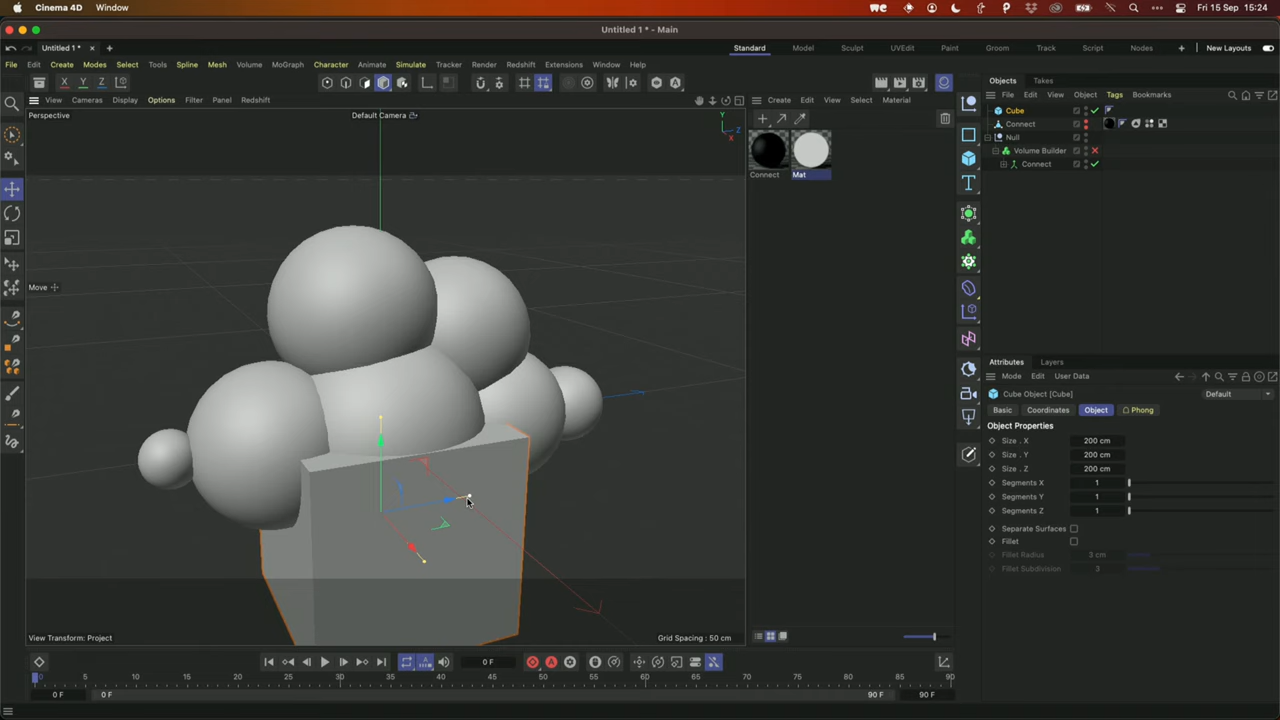 Cinema 4D Window Fri 15 Sep 15:24
Untitled 1 * - Main
Untitled 1 * Standard Model Sculpt UVEdit Paint Groom Track Script Nodes New Layouts
File Edit Create Modes Select Tools Spline Mesh Volume MoGraph Character Animate Simulate Tracker Render Redshift Extensions Window Help
Objects Takes
X Y Z
File Edit View Object Tags Bookmarks
View Cameras Display Options Filter Panel Redshift
Create Edit View Select Material
Perspective Default Camera
Y
Z
X
Cube
Connect
Null
Volume Builder
Connect
Connect Mat
Move
Attributes Layers
Mode Edit User Data
Cube Object [Cube] Default
Basic Coordinates Object Phong
Object Properties
Size . X 200 cm
Size . Y 200 cm
Size . Z 200 cm
Segments X 1
Segments Y 1
Segments Z 1
Separate Surfaces
Fillet
Fillet Radius 3 cm
Fillet Subdivision 3
View Transform: Project Grid Spacing : 50 cm
0 F
0 5 10 15 20 25 30 35 40 45 50 55 60 65 70 75 80 85 90
0 F 0 F 90 F 90 F